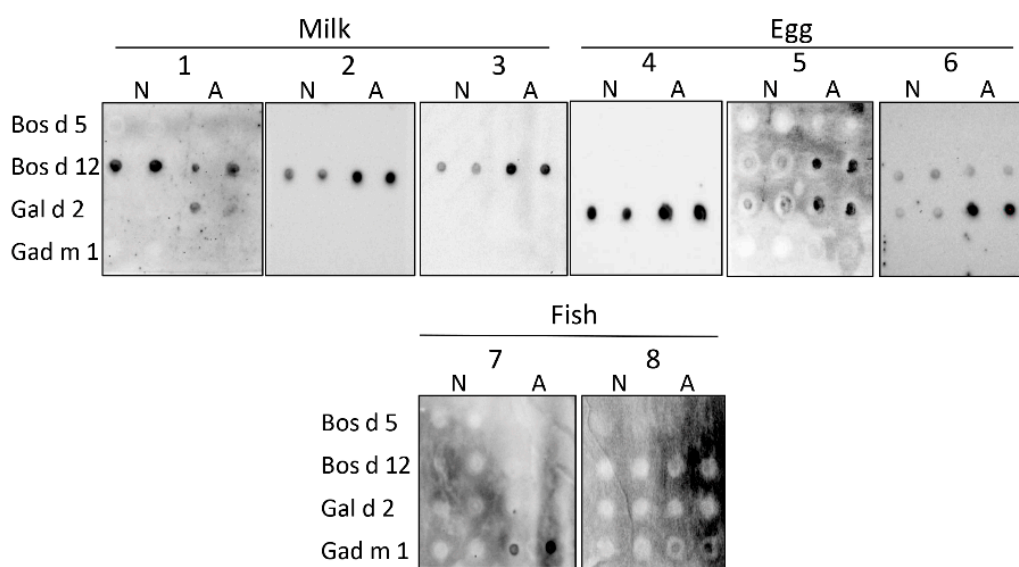 Milk Egg
1 2 3 4 5 6
N A N A N A N A N A N A
Bos d 5
Bos d 12
Gal d 2
Gad m 1
Fish
7 8
N A N A
Bos d 5
Bos d 12
Gal d 2
Gad m 1